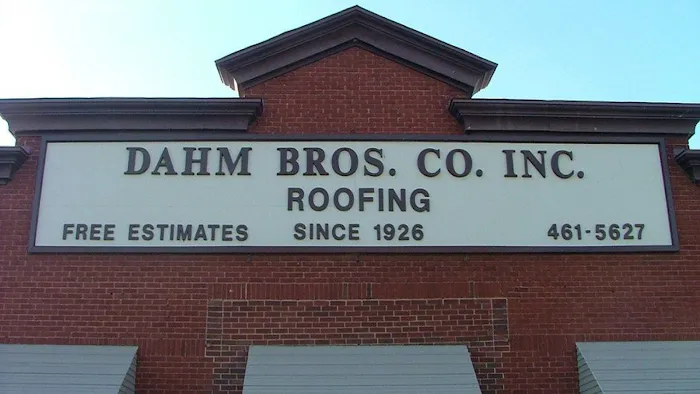 DAHM BROS. CO. INC.
ROOFING
FREE ESTIMATES SINCE 1926 461-5627